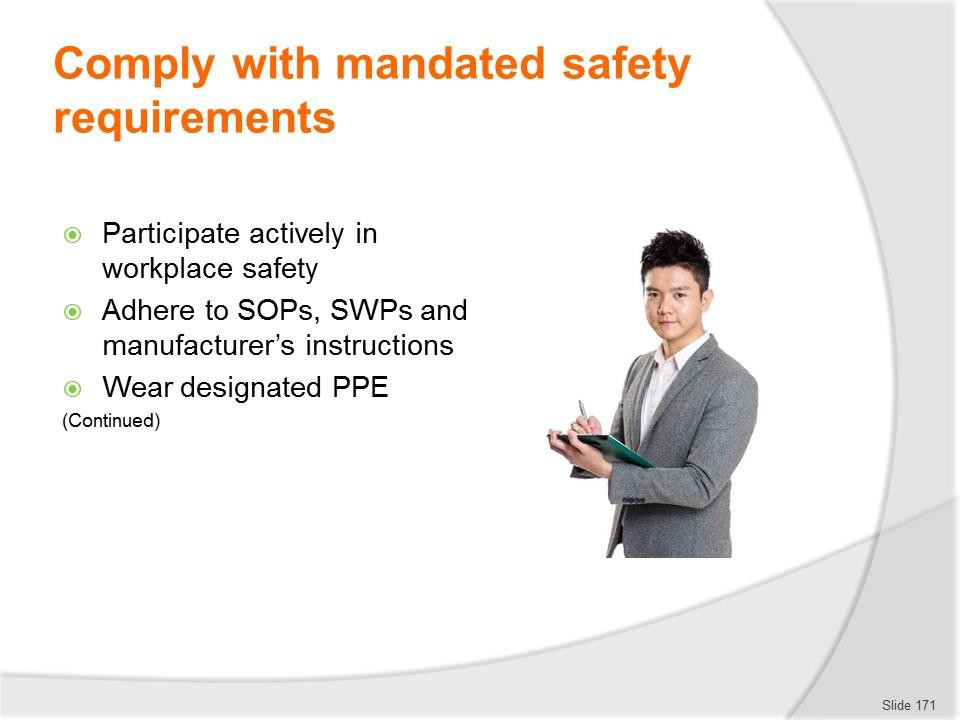 Comply with mandated safety
requirements
Participate actively in
workplace safety
Adhere to SOPs, SWPs and
manufacturer’s instructions
Wear designated PPE
(Continued)
Slide 171